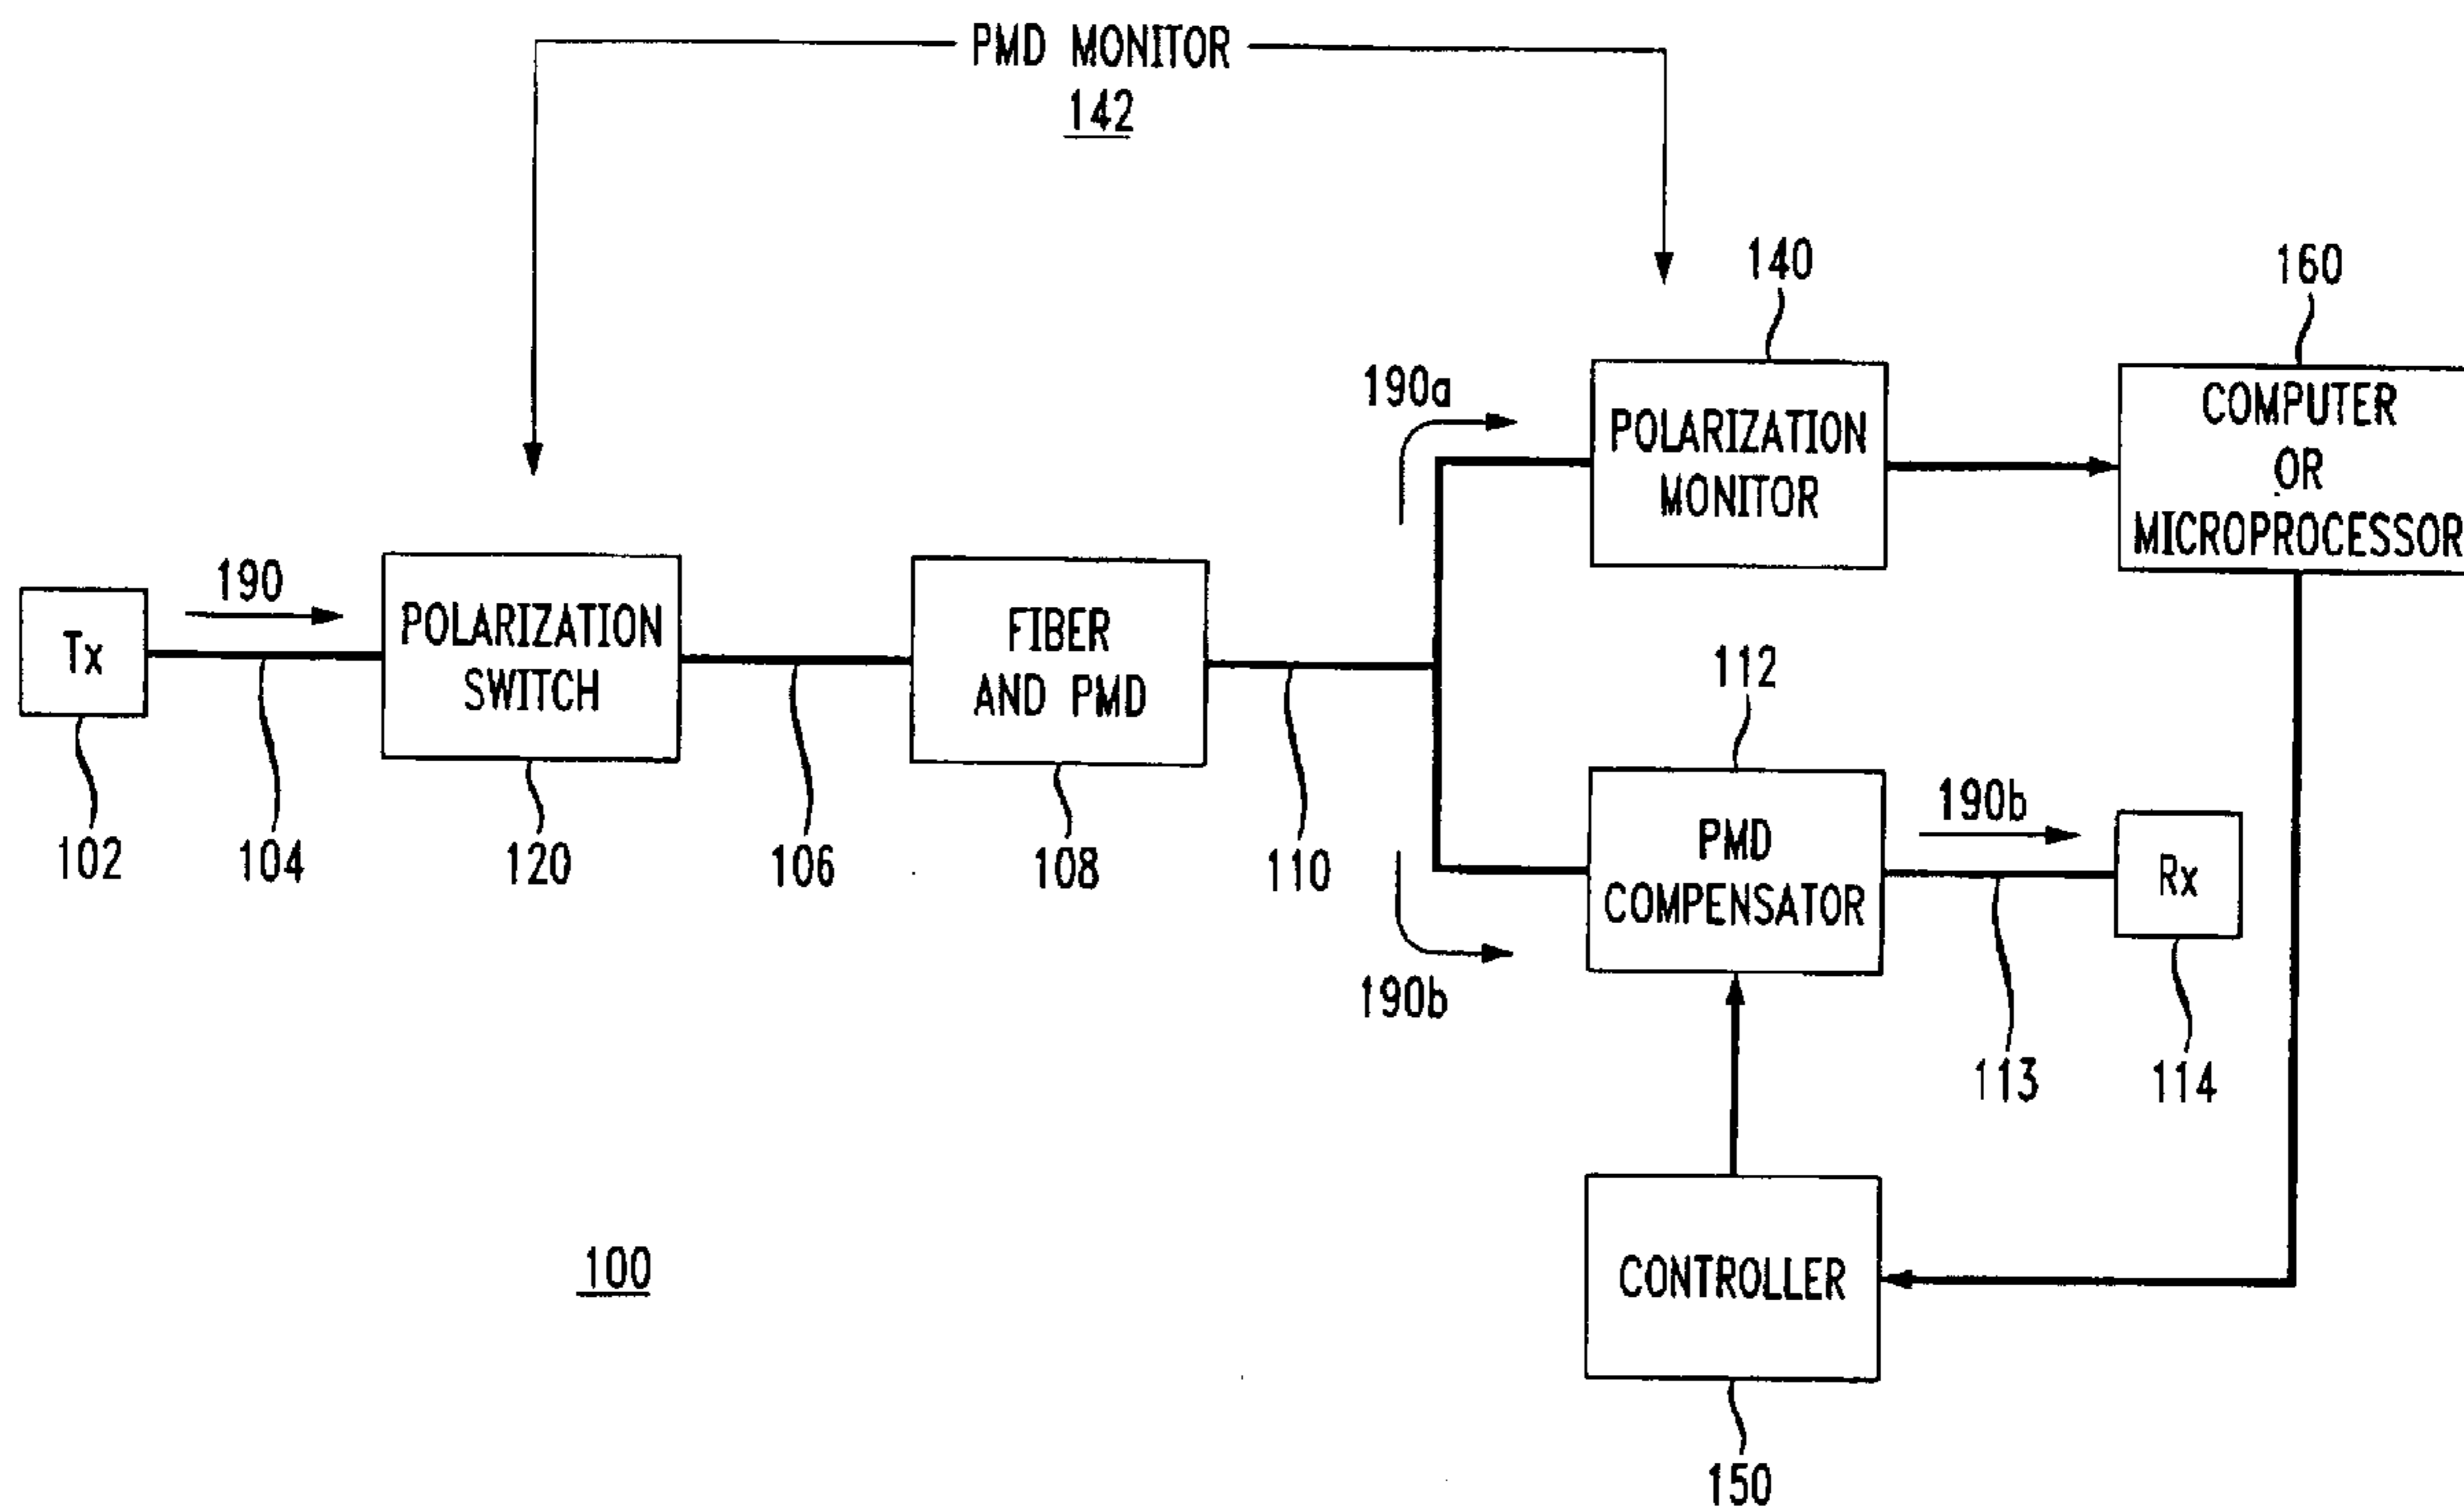 PMD MONITOR
142
140
160
190a
POLARIZATION
MONITOR
COMPUTER
OR
MICROPROCESSOR
190
Tx
POLARIZATION
SWITCH
FIBER
AND PMD
112
102
104
120
106
108
110
PMD
COMPENSATOR
190b
Rx
190b
113
114
CONTROLLER
100
150